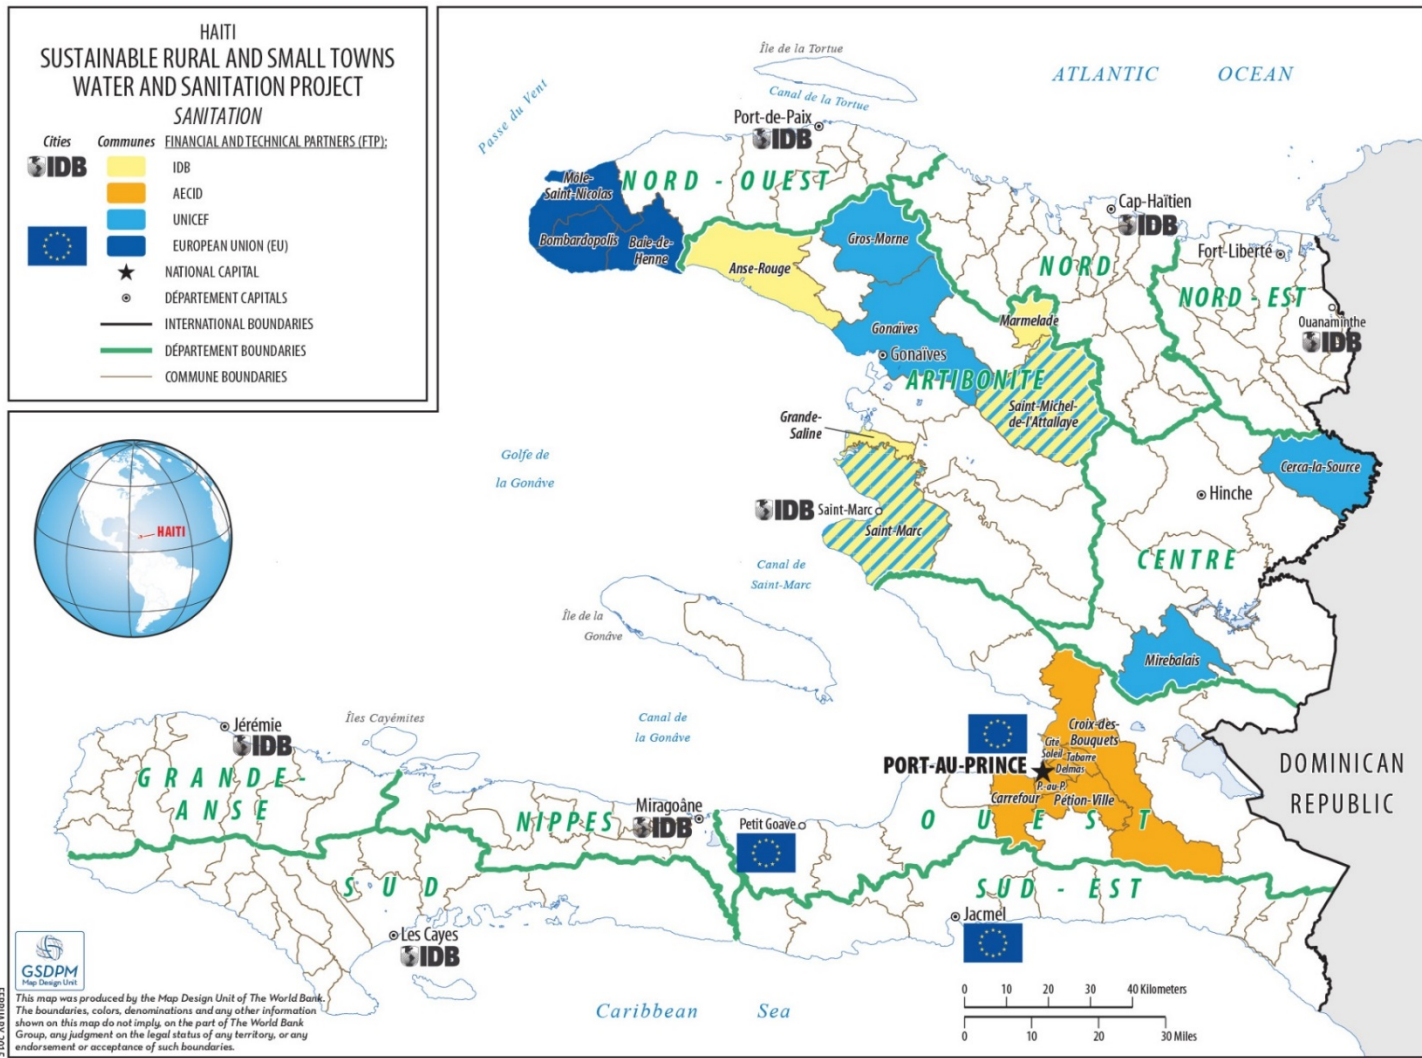 HAITI
SUSTAINABLE RURAL AND SMALL TOWNS
WATER AND SANITATION PROJECT
SANITATION
Cities
Communes
FINANCIAL AND TECHNICAL PARTNERS (FTP):
IDB
IDB
AECID
UNICEF
EUROPEAN UNION (EU)
NATIONAL CAPITAL
DÉPARTEMENT CAPITALS
INTERNATIONAL BOUNDARIES
DÉPARTEMENT BOUNDARIES
COMMUNE BOUNDARIES
HAITI
Île de la Tortue
ATLANTIC OCEAN
Canal de la Tortue
Passe du Vent
Port-de-Paix
IDB
NORD - OUEST
Môle-
Saint-Nicolas
Bombardopolis
Baie-de-
Henne
Anse-Rouge
Gros-Morne
Cap-Haïtien
IDB
NORD
Fort-Liberté
NORD - EST
Ouanaminthe
IDB
Marmelade
Gonaïves
Gonaïves
ARTIBONITE
Saint-Michel-
de-l'Attallaye
Grande-
Saline
Golfe de
la Gonâve
Cerca-la-Source
Hinche
IDB
Saint-Marc
Saint-Marc
CENTRE
Canal de
Saint-Marc
Île de la
Gonâve
Mirebalais
Jérémie
IDB
Îles Cayémites
Canal de
la Gonâve
Croix-des-
Bouquets
Cité
Soleil
Tabarre
Delmas
PORT-AU-PRINCE
P.-au-P.
Carrefour
Pétion-Ville
DOMINICAN
REPUBLIC
GRANDE-
ANSE
NIPPES
Miragoâne
IDB
Petit Goave
OUEST
SUD
SUD - EST
Les Cayes
IDB
Jacmel
Caribbean Sea
0 10 20 30 40 Kilometers
0 10 20 30 Miles
GSDPM
Map Design Unit
This map was produced by the Map Design Unit of The World Bank.
The boundaries, colors, denominations and any other information
shown on this map do not imply, on the part of The World Bank
Group, any judgment on the legal status of any territory, or any
endorsement or acceptance of such boundaries.